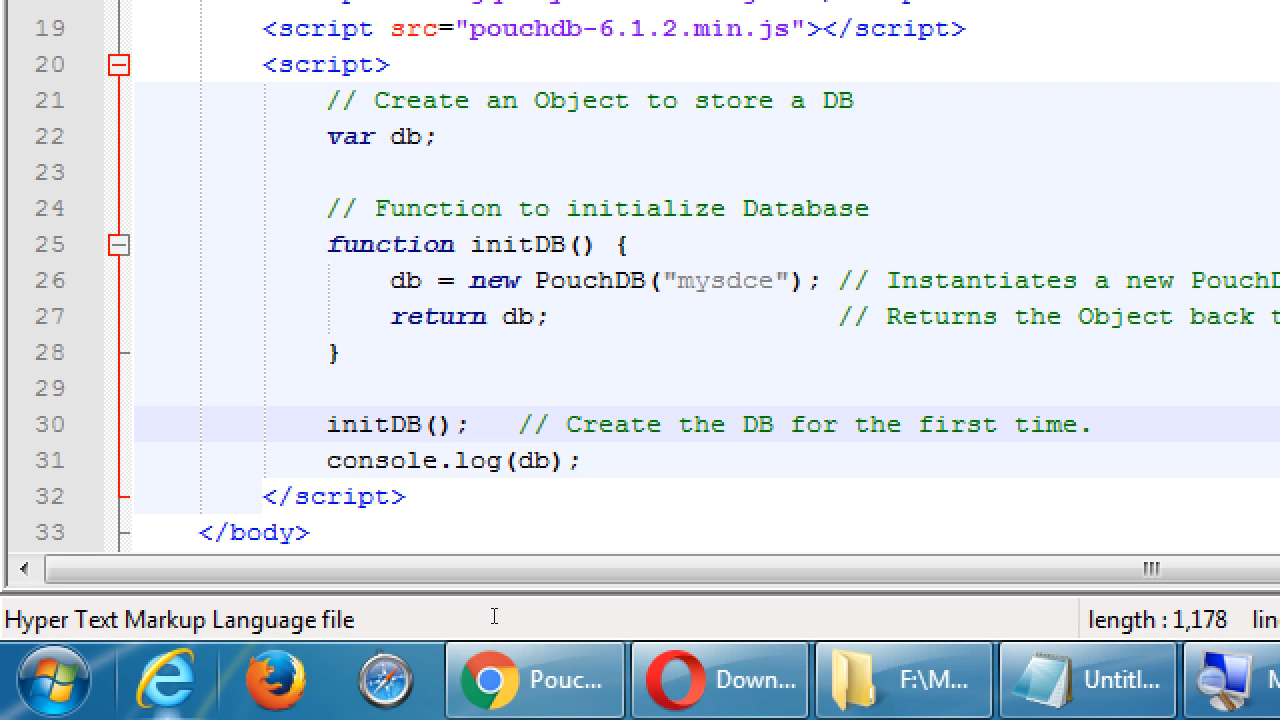 19 <script src="pouchdb-6.1.2.min.js"></script>
20 <script>
21 // Create an Object to store a DB
22 var db;
23
24 // Function to initialize Database
25 function initDB() {
26 db = new PouchDB("mysdce"); // Instantiates a new PouchD
27 return db; // Returns the Object back t
28 }
29
30 initDB(); // Create the DB for the first time.
31 console.log(db);
32 </script>
33 </body>
Hyper Text Markup Language file length : 1,178 lin
Pouc... Down... F:\M... Untitl... M